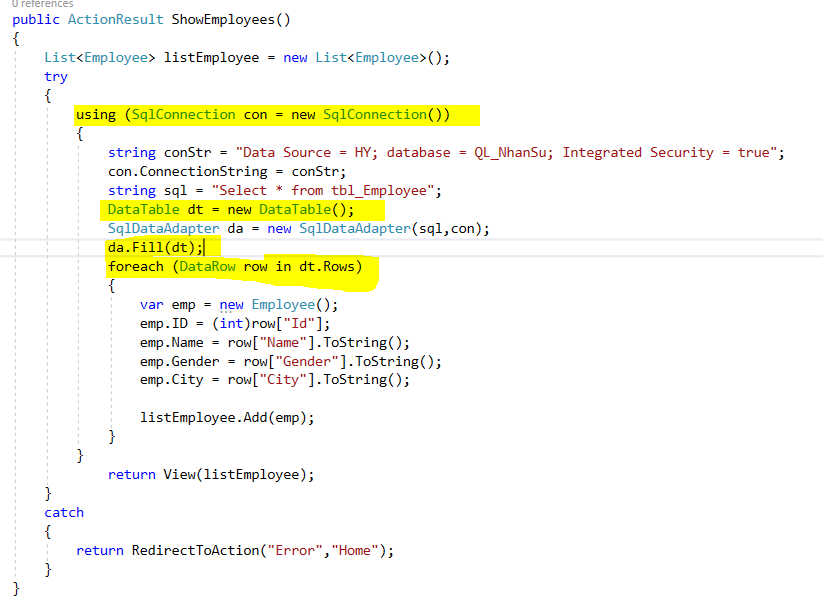 0 references
public ActionResult ShowEmployees()
{
List<Employee> listEmployee = new List<Employee>();
try
{
using (SqlConnection con = new SqlConnection())
{
string conStr = "Data Source = HY; database = QL_NhanSu; Integrated Security = true";
con.ConnectionString = conStr;
string sql = "Select * from tbl_Employee";
DataTable dt = new DataTable();
SqlDataAdapter da = new SqlDataAdapter(sql,con);
da.Fill(dt);
foreach (DataRow row in dt.Rows)
{
var emp = new Employee();
emp.ID = (int)row["Id"];
emp.Name = row["Name"].ToString();
emp.Gender = row["Gender"].ToString();
emp.City = row["City"].ToString();
listEmployee.Add(emp);
}
}
return View(listEmployee);
}
catch
{
return RedirectToAction("Error","Home");
}
}